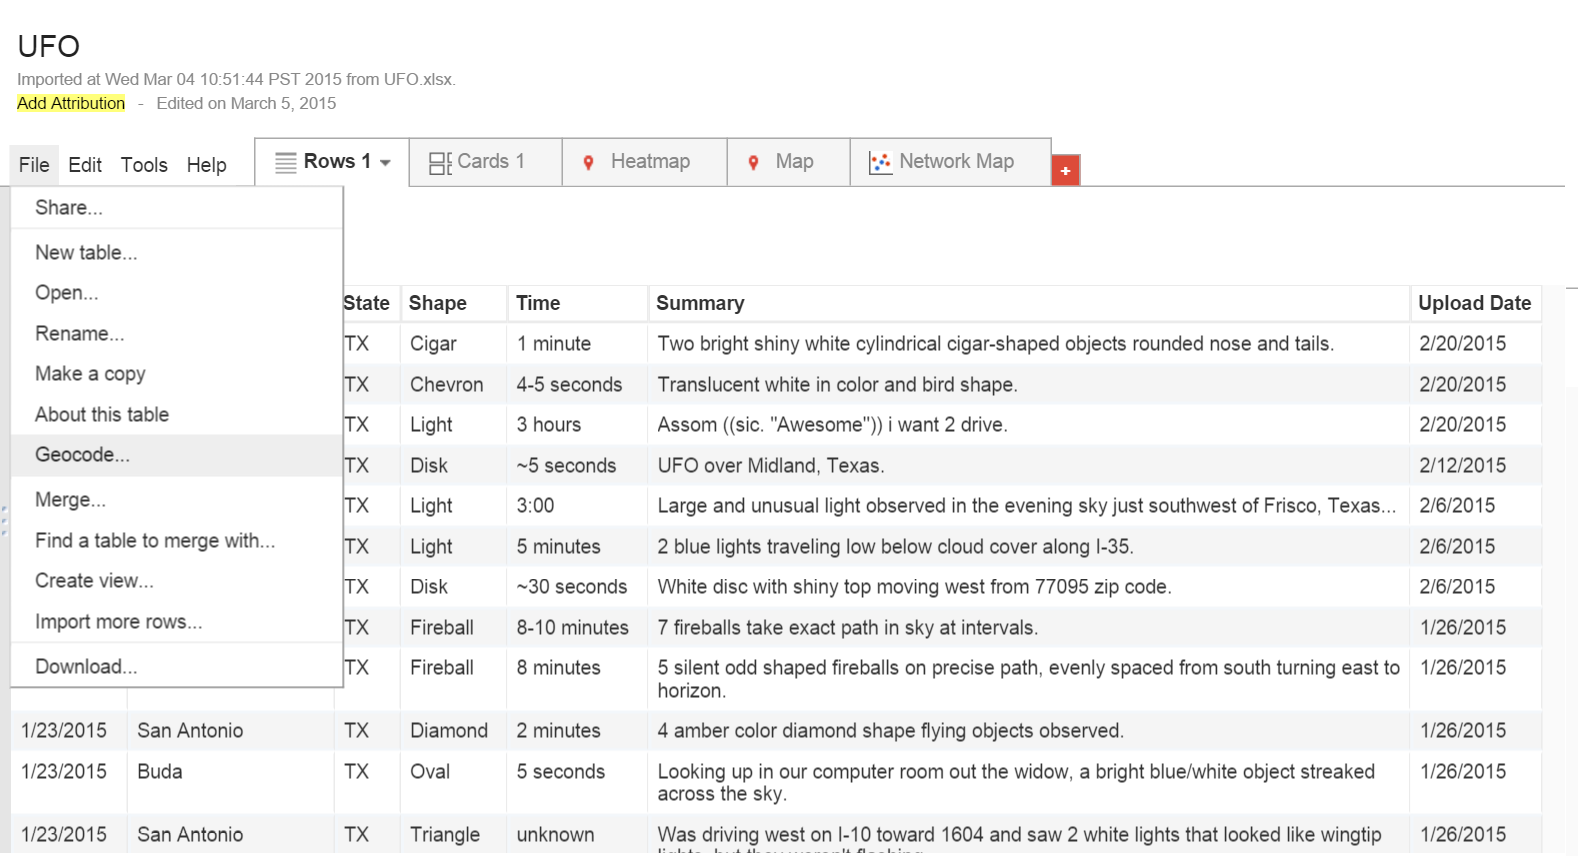 UFO
Imported at Wed Mar 04 10:51:44 PST 2015 from UFO.xlsx.
Add Attribution - Edited on March 5, 2015
File Edit Tools Help Rows 1 Cards 1 Heatmap Map Network Map +
Share...
New table...
Open...
Rename...
Make a copy
About this table
Geocode...
Merge...
Find a table to merge with...
Create view...
Import more rows...
Download...
State Shape Time Summary Upload Date
TX Cigar 1 minute Two bright shiny white cylindrical cigar-shaped objects rounded nose and tails. 2/20/2015
TX Chevron 4-5 seconds Translucent white in color and bird shape. 2/20/2015
TX Light 3 hours Assom ((sic. "Awesome")) i want 2 drive. 2/20/2015
TX Disk ~5 seconds UFO over Midland, Texas. 2/12/2015
TX Light 3:00 Large and unusual light observed in the evening sky just southwest of Frisco, Texas... 2/6/2015
TX Light 5 minutes 2 blue lights traveling low below cloud cover along I-35. 2/6/2015
TX Disk ~30 seconds White disc with shiny top moving west from 77095 zip code. 2/6/2015
TX Fireball 8-10 minutes 7 fireballs take exact path in sky at intervals. 1/26/2015
TX Fireball 8 minutes 5 silent odd shaped fireballs on precise path, evenly spaced from south turning east to 1/26/2015
horizon.
1/23/2015 San Antonio TX Diamond 2 minutes 4 amber color diamond shape flying objects observed. 1/26/2015
1/23/2015 Buda TX Oval 5 seconds Looking up in our computer room out the widow, a bright blue/white object streaked 1/26/2015
across the sky.
1/23/2015 San Antonio TX Triangle unknown Was driving west on I-10 toward 1604 and saw 2 white lights that looked like wingtip 1/26/2015